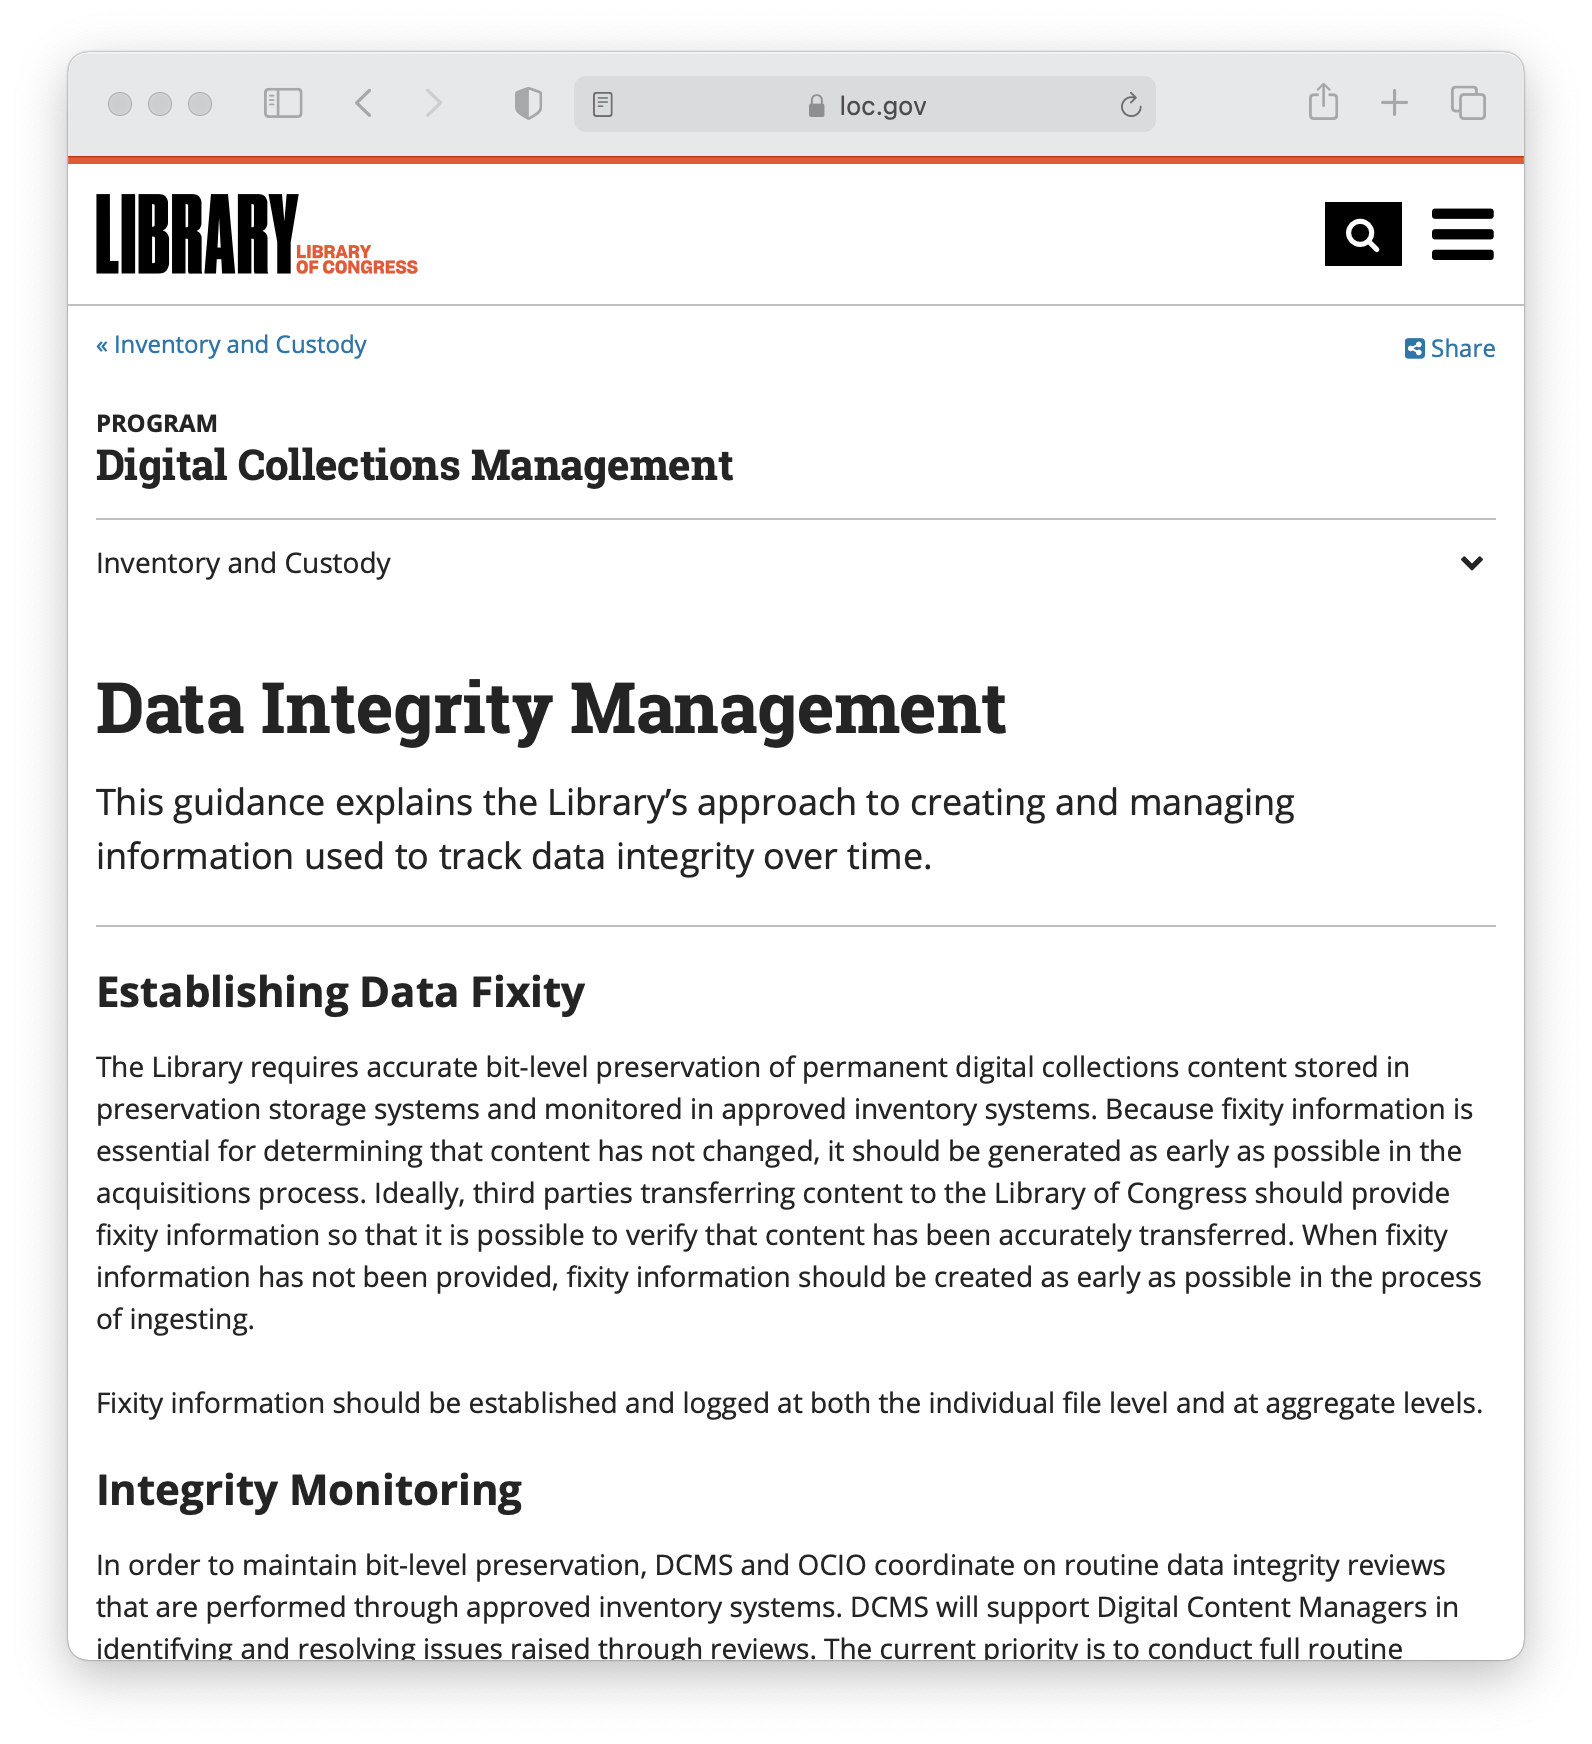 loc.gov
LIBRARY
LIBRARY
OF CONGRESS
« Inventory and Custody
Share
PROGRAM
Digital Collections Management
Inventory and Custody
Data Integrity Management
This guidance explains the Library’s approach to creating and managing
information used to track data integrity over time.
Establishing Data Fixity
The Library requires accurate bit-level preservation of permanent digital collections content stored in
preservation storage systems and monitored in approved inventory systems. Because fixity information is
essential for determining that content has not changed, it should be generated as early as possible in the
acquisitions process. Ideally, third parties transferring content to the Library of Congress should provide
fixity information so that it is possible to verify that content has been accurately transferred. When fixity
information has not been provided, fixity information should be created as early as possible in the process
of ingesting.
Fixity information should be established and logged at both the individual file level and at aggregate levels.
Integrity Monitoring
In order to maintain bit-level preservation, DCMS and OCIO coordinate on routine data integrity reviews
that are performed through approved inventory systems. DCMS will support Digital Content Managers in
identifying and resolving issues raised through reviews. The current priority is to conduct full routine